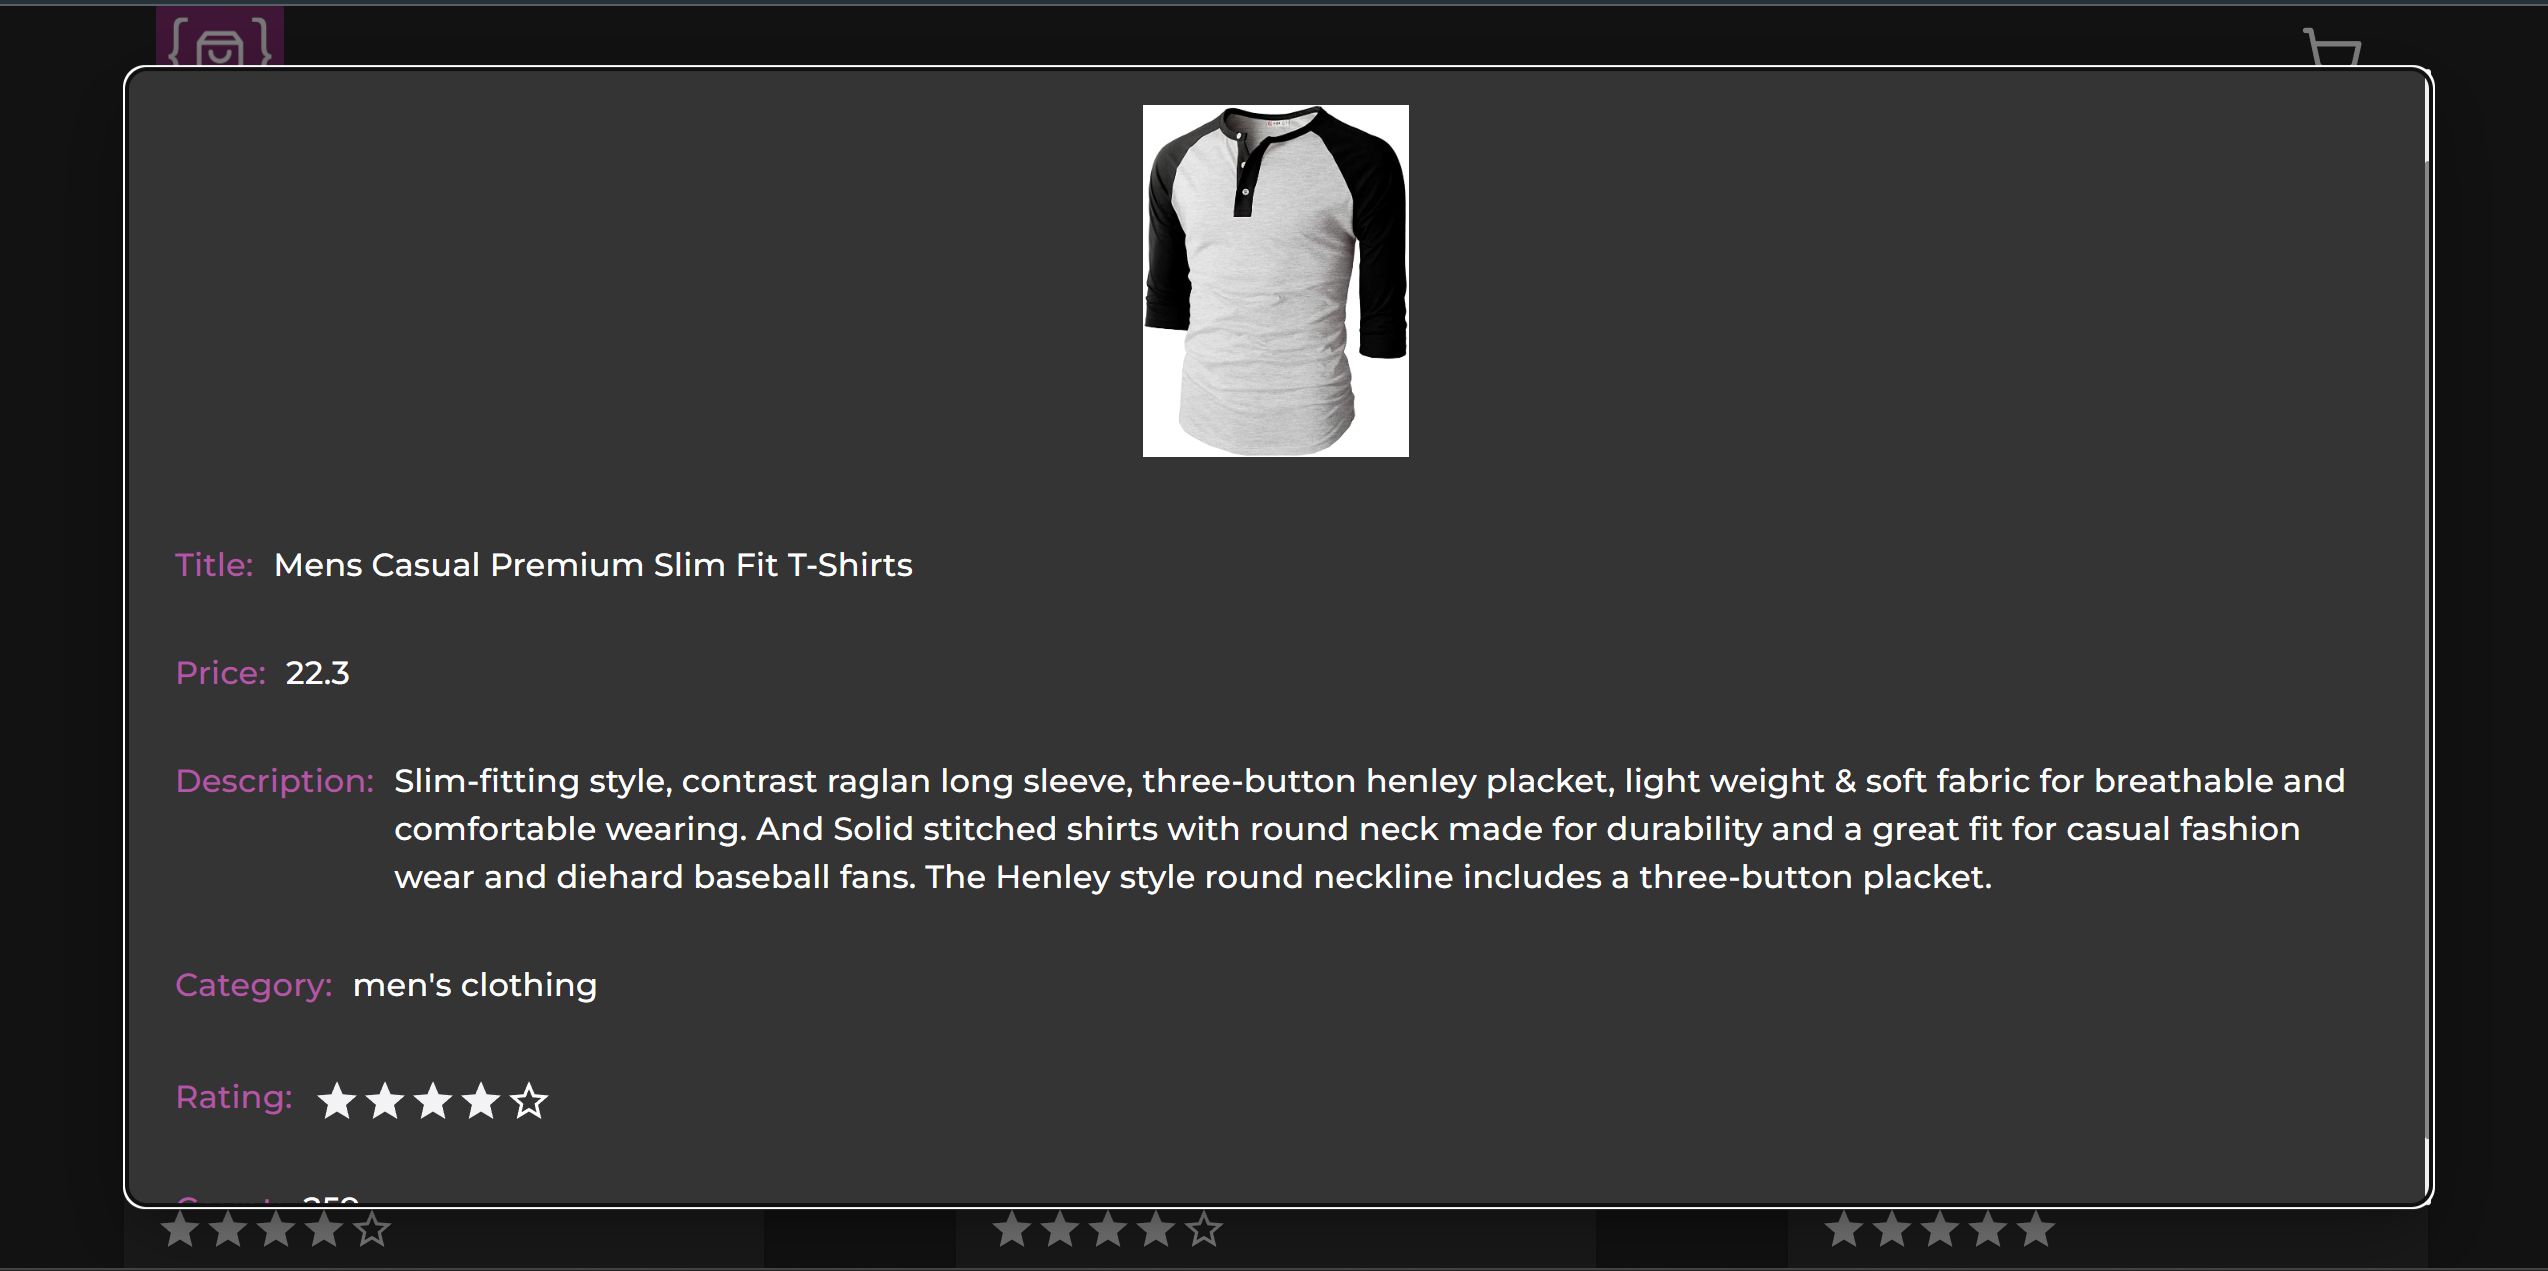 Title: Mens Casual Premium Slim Fit T-Shirts
Price: 22.3
Description: Slim-fitting style, contrast raglan long sleeve, three-button henley placket, light weight & soft fabric for breathable and
comfortable wearing. And Solid stitched shirts with round neck made for durability and a great fit for casual fashion
wear and diehard baseball fans. The Henley style round neckline includes a three-button placket.
Category: men's clothing
Rating: